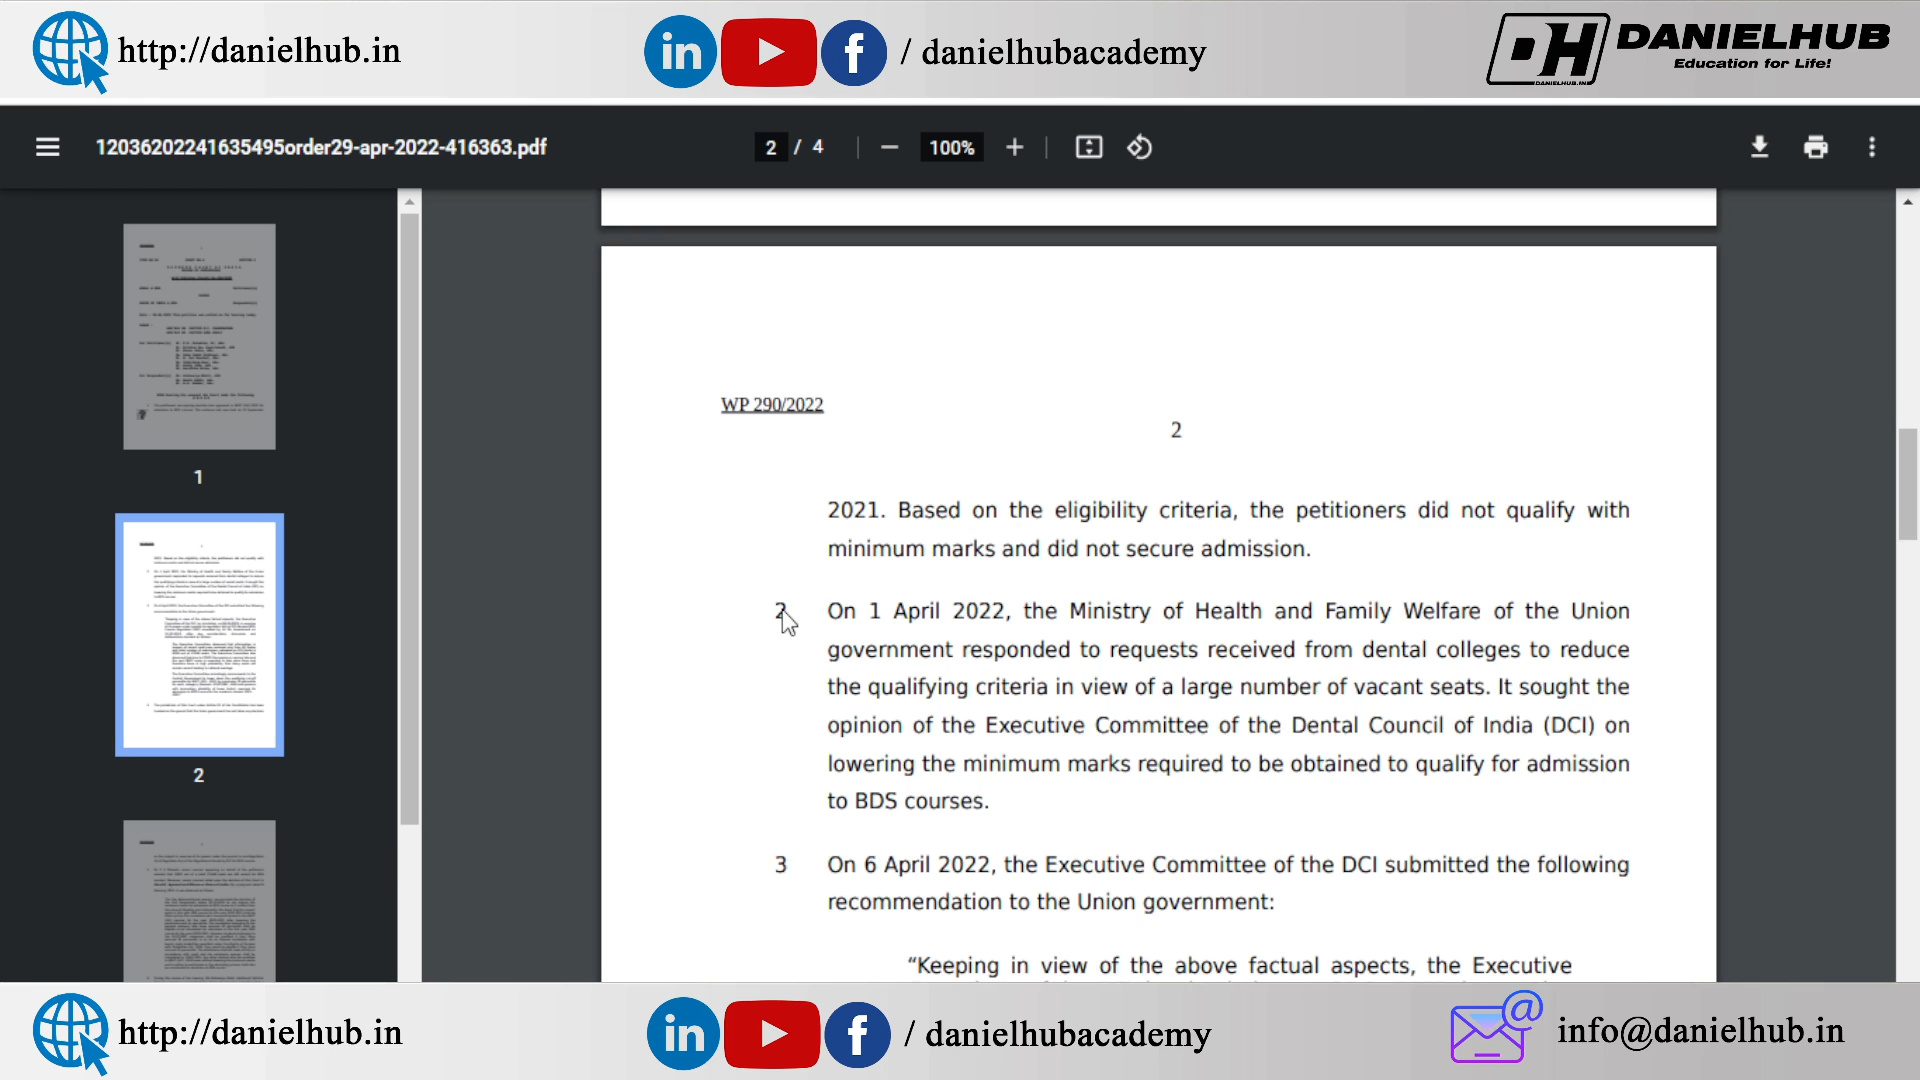 http://danielhub.in
in f / danielhubacademy
DH DANIELHUB
DANIELHUB.IN
Education for Life!
12036202241635495order29-apr-2022-416363.pdf
2 / 4
100%
1
2
WP 290/2022
2
2021. Based on the eligibility criteria, the petitioners did not qualify with
minimum marks and did not secure admission.
2 On 1 April 2022, the Ministry of Health and Family Welfare of the Union
government responded to requests received from dental colleges to reduce
the qualifying criteria in view of a large number of vacant seats. It sought the
opinion of the Executive Committee of the Dental Council of India (DCI) on
lowering the minimum marks required to be obtained to qualify for admission
to BDS courses.
3 On 6 April 2022, the Executive Committee of the DCI submitted the following
recommendation to the Union government:
“Keeping in view of the above factual aspects, the Executive
http://danielhub.in
in f / danielhubacademy
@ info@danielhub.in